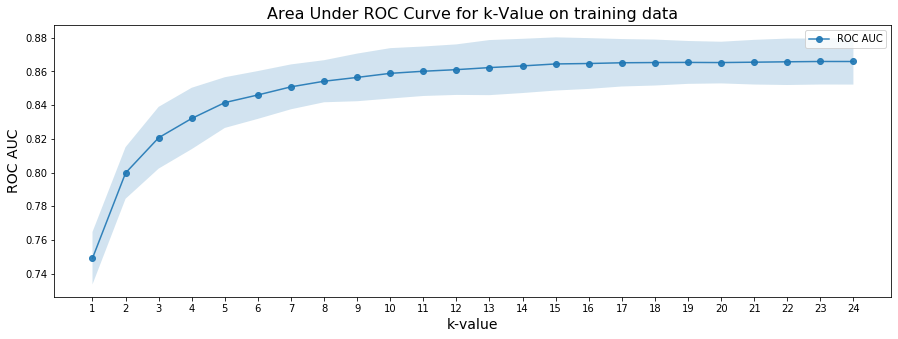 Area Under ROC Curve for k-Value on training data
ROC AUC
0.88
0.86
0.84
0.82
0.80
0.78
0.76
0.74
ROC AUC
1 2 3 4 5 6 7 8 9 10 11 12 13 14 15 16 17 18 19 20 21 22 23 24
k-value